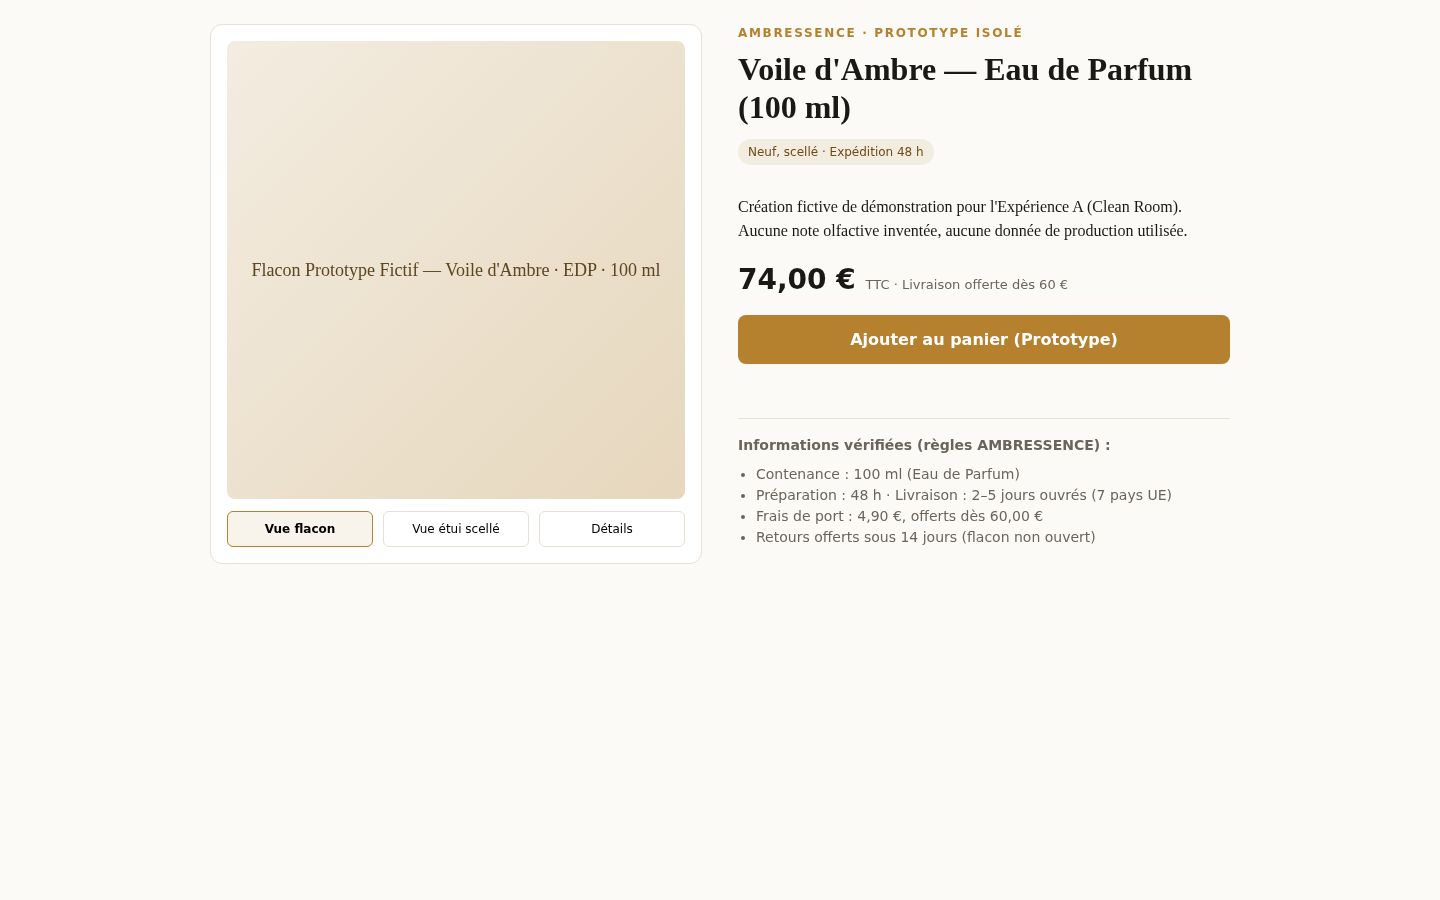 AMBRESSENCE · PROTOTYPE ISOLÉ
Voile d'Ambre — Eau de Parfum
(100 ml)
Neuf, scellé · Expédition 48 h
Création fictive de démonstration pour l'Expérience A (Clean Room).
Aucune note olfactive inventée, aucune donnée de production utilisée.
Flacon Prototype Fictif — Voile d'Ambre · EDP · 100 ml
74,00 € TTC · Livraison offerte dès 60 €
Ajouter au panier (Prototype)
Informations vérifiées (règles AMBRESSENCE) :
• Contenance : 100 ml (Eau de Parfum)
• Préparation : 48 h · Livraison : 2–5 jours ouvrés (7 pays UE)
• Frais de port : 4,90 €, offerts dès 60,00 €
• Retours offerts sous 14 jours (flacon non ouvert)
Vue flacon
Vue étui scellé
Détails